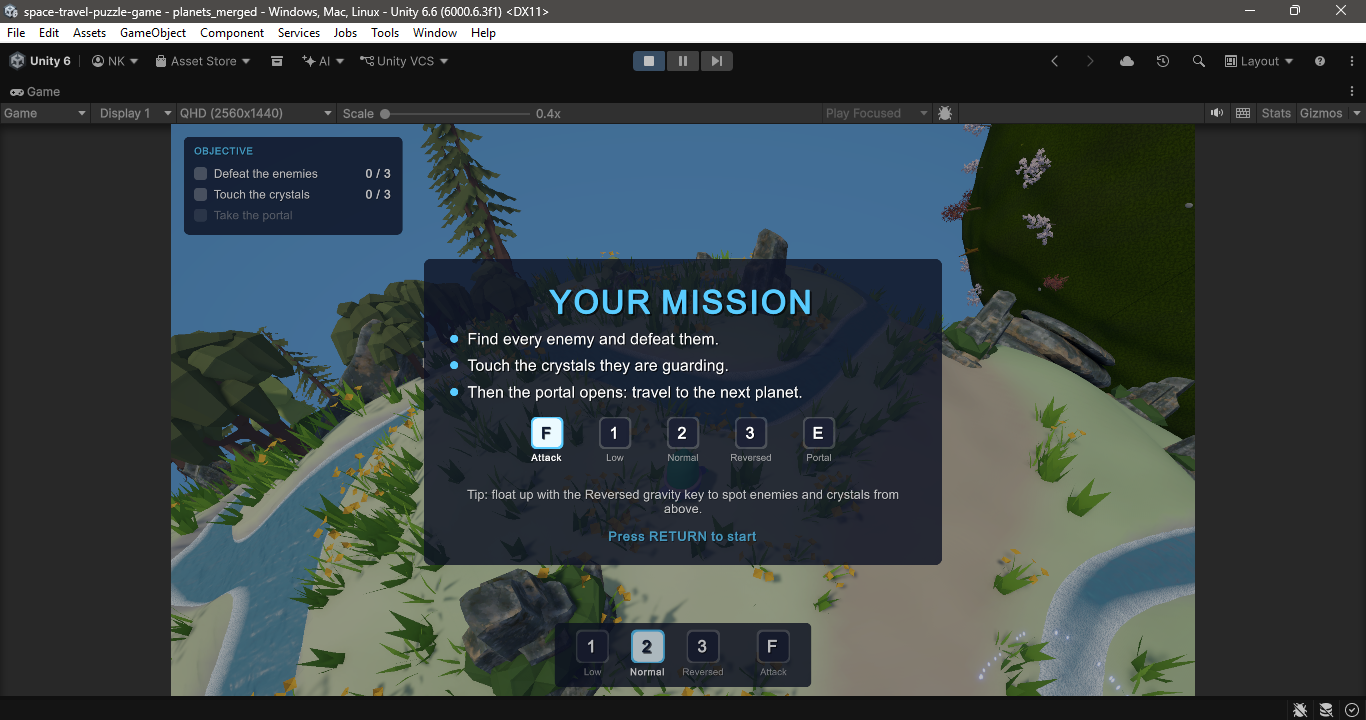 space-travel-puzzle-game - planets_merged - Windows, Mac, Linux - Unity 6.6 (6000.6.3f1) <DX11>
File Edit Assets GameObject Component Services Jobs Tools Window Help
Unity 6 NK Asset Store AI Unity VCS Layout
Game
Game Display 1 QHD (2560x1440) Scale 0.4x Play Focused Stats Gizmos
OBJECTIVE
Defeat the enemies 0 / 3
Touch the crystals 0 / 3
Take the portal
YOUR MISSION
Find every enemy and defeat them.
Touch the crystals they are guarding.
Then the portal opens: travel to the next planet.
F 1 2 3 E
Attack Low Normal Reversed Portal
Tip: float up with the Reversed gravity key to spot enemies and crystals from
above.
Press RETURN to start
1 2 3 F
Low Normal Reversed Attack